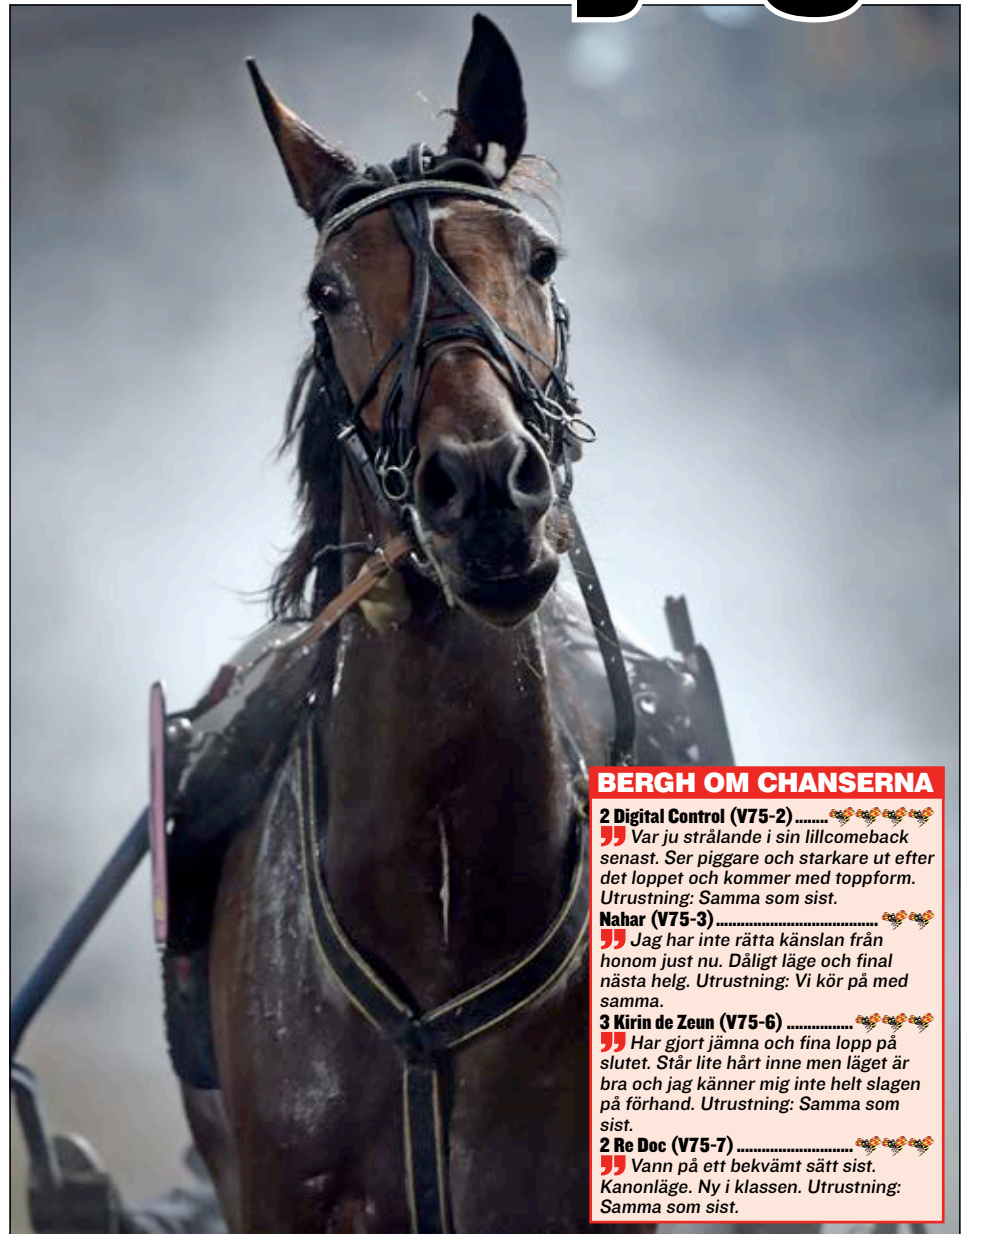 BERGH OM CHANSERNA
2 Digital Control (V75-2)........
” Var ju strålande i sin lillcomeback
senast. Ser piggare och starkare ut efter
det loppet och kommer med toppform.
Utrustning: Samma som sist.
Nahar (V75-3).......................................
” Jag har inte rätta känslan från
honom just nu. Dåligt läge och final
nästa helg. Utrustning: Vi kör på med
samma.
3 Kirin de Zeun (V75-6) ................
” Har gjort jämna och fina lopp på
slutet. Står lite hårt inne men läget är
bra och jag känner mig inte helt slagen
på förhand. Utrustning: Samma som
sist.
2 Re Doc (V75-7) ............................
” Vann på ett bekvämt sätt sist.
Kanonläge. Ny i klassen. Utrustning:
Samma som sist.